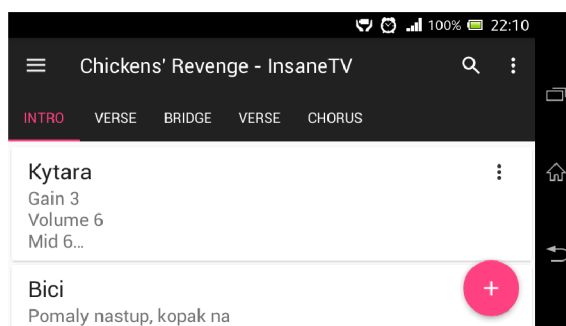 100% 22:10
Chickens' Revenge - InsaneTV
INTRO VERSE BRIDGE VERSE CHORUS
Kytara
Gain 3
Volume 6
Mid 6...
Bici
Pomaly nastup, kopak na